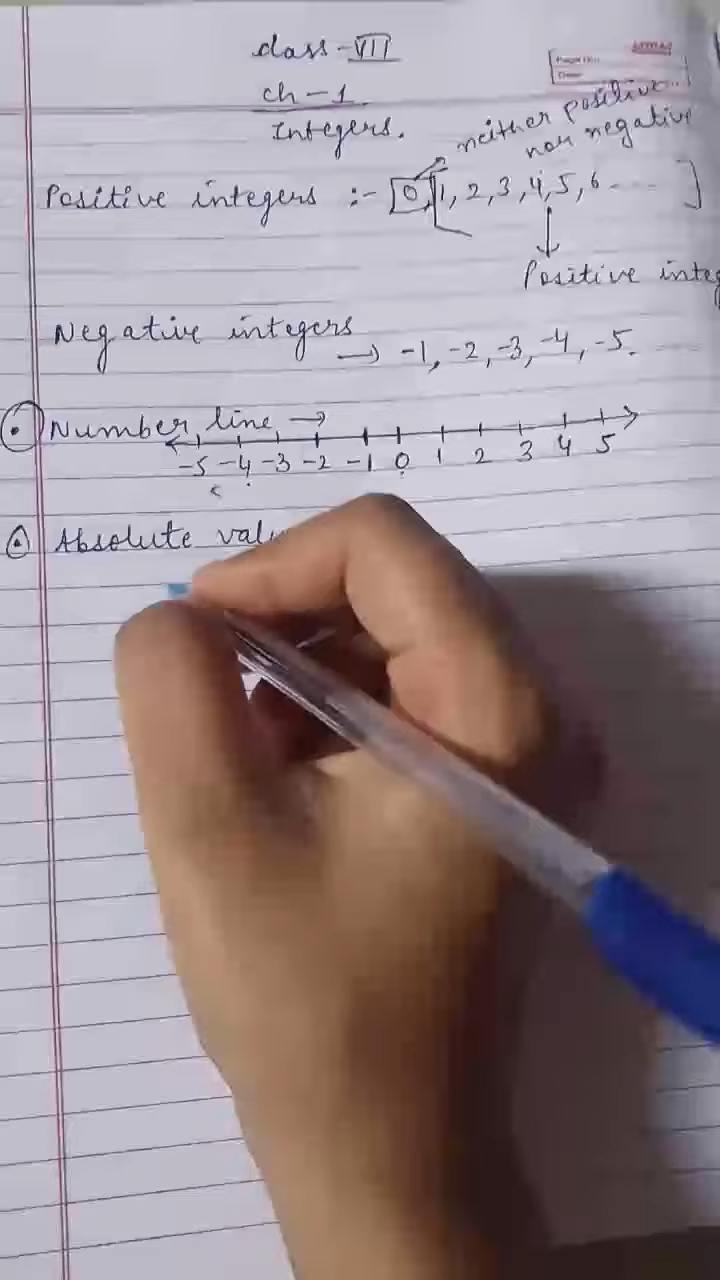 class - VII
ch - 1
Integers.
neither positive
nor negative
Positive integers :- [0, 1, 2, 3, 4, 5, 6 - - - ]
Positive integ
Negative integers → -1, -2, -3, -4, -5.
Number line →
-5 -4 -3 -2 -1 0 1 2 3 4 5
Absolute valu